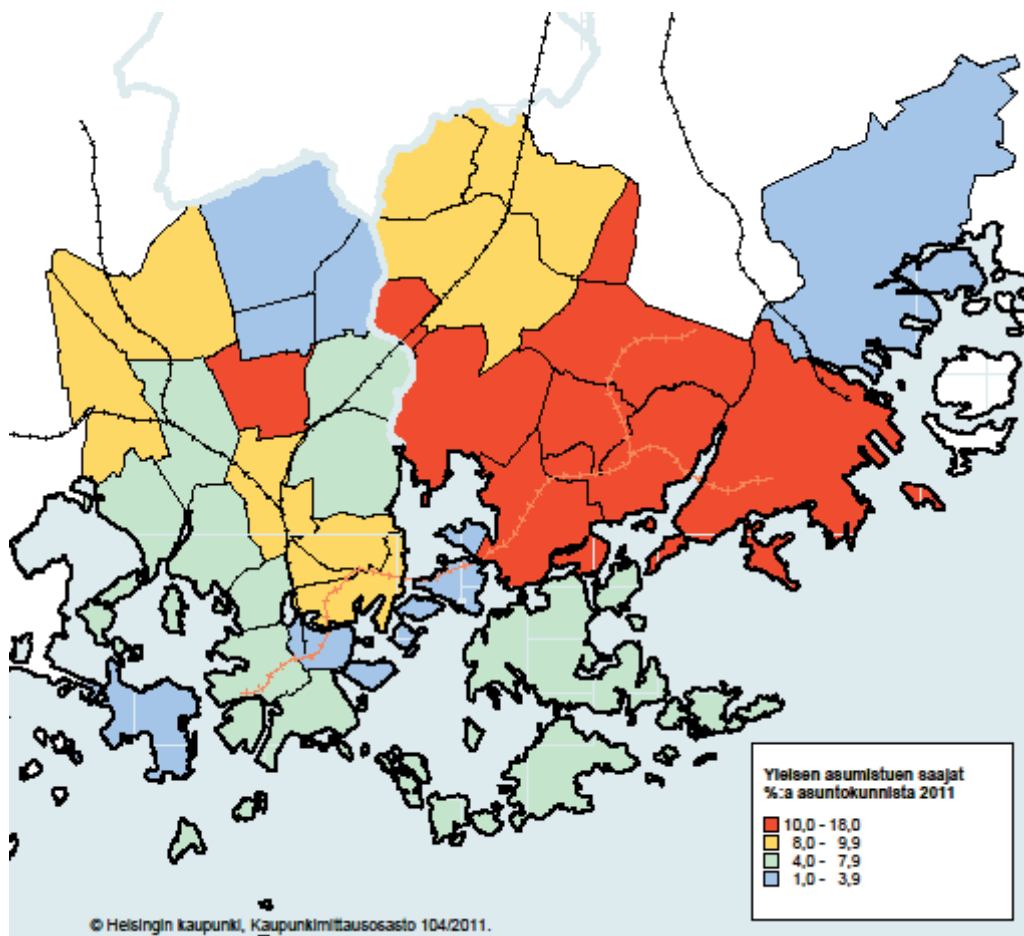 Yleisen asumistuen saajat
%:a asuntokunnista 2011
10,0 - 18,0
8,0 - 9,9
4,0 - 7,9
1,0 - 3,9
© Helsingin kaupunki, Kaupunkimittausosasto 104/2011.